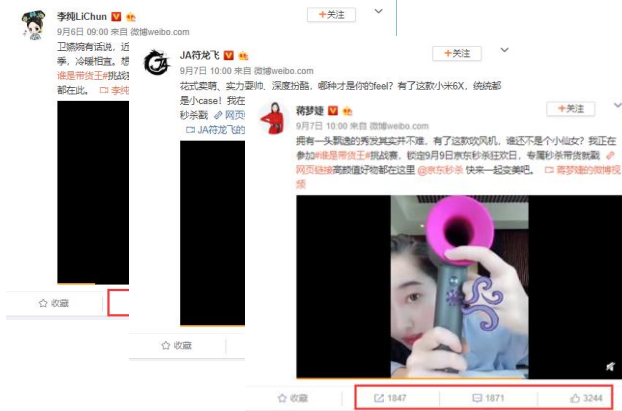 李纯LiChun
+关注
9月6日 09:00 来自 微博weibo.com
卫嬿婉有话说,近
季,冷暖相宜。想
谁是带货王#挑战赛
都在此。 李纯
收藏
JA符龙飞
+关注
9月7日 10:00 来自 微博weibo.com
花式卖萌、实力耍帅、深度扮酷,哪种才是你的feel?有了这款小米6X,统统都
是小case!我在
秒杀戳 网页
JA符龙飞的
收藏
蒋梦婕
+关注
9月7日 10:00 来自 微博weibo.com
拥有一头飘逸的秀发其实并不难,有了这款吹风机,谁还不是个小仙女?我正在
参加#谁是带货王#挑战赛,锁定9月9日京东秒杀狂欢日,专属秒杀带货就戳
网页链接高颜值好物都在这里 @京东秒杀 快来一起变美吧。 蒋梦婕的微博视
频
收藏 1847 1871 3244